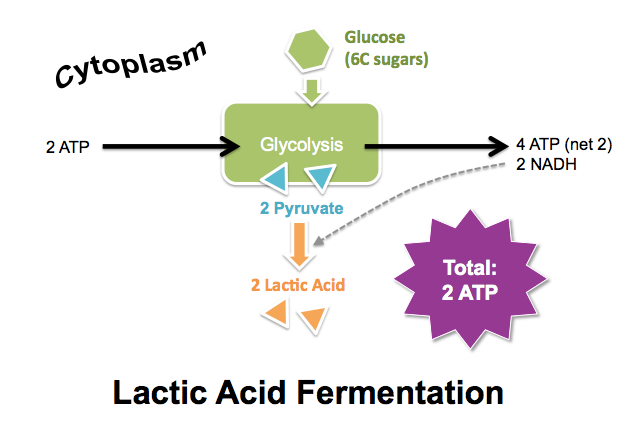 Cytoplasm
Glucose
(6C sugars)
2 ATP
Glycolysis
4 ATP (net 2)
2 NADH
2 Pyruvate
2 Lactic Acid
Total:
2 ATP
Lactic Acid Fermentation